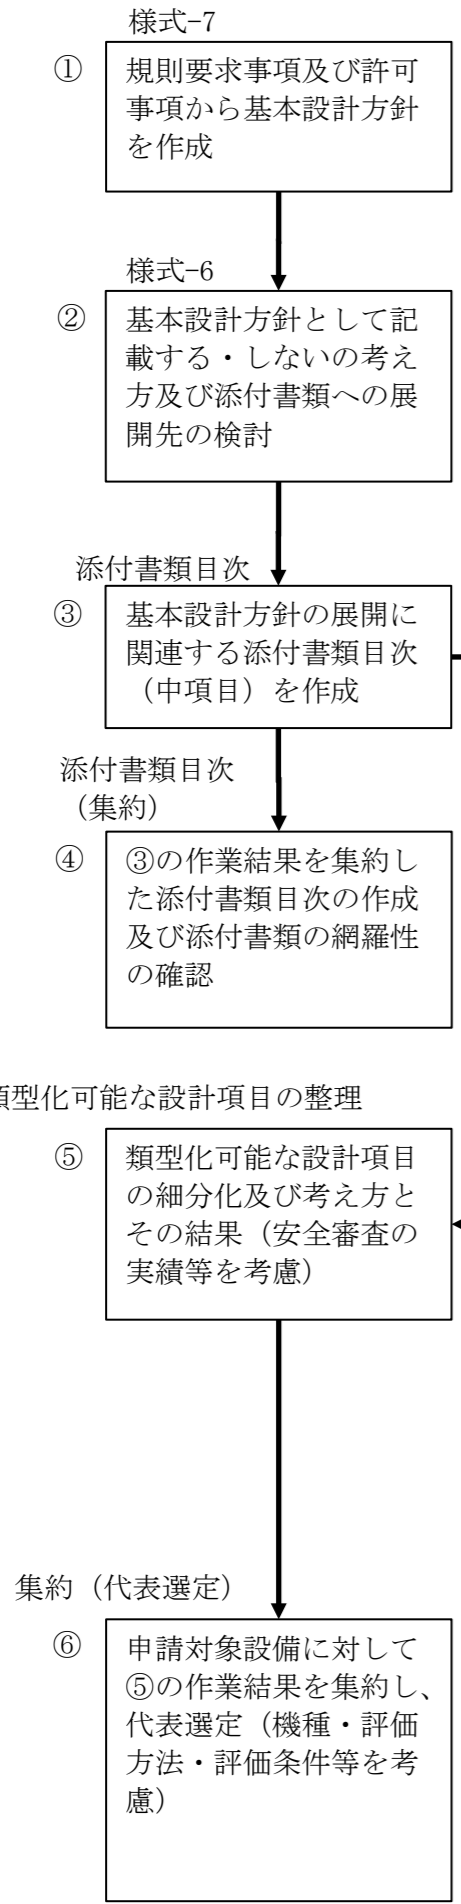 様式−7
①
規則要求事項及び許可
事項から基本設計方針
を作成
様式−6
②
基本設計方針として記
載する・しないの考え
方及び添付書類への展
開先の検討
添付書類目次
③
基本設計方針の展開に
関連する添付書類目次
（中項目）を作成
添付書類目次
（集約）
④
③の作業結果を集約し
た添付書類目次の作成
及び添付書類の網羅性
の確認
類型化可能な設計項目の整理
⑤
類型化可能な設計項目
の細分化及び考え方と
その結果（安全審査の
実績等を考慮）
集約（代表選定）
⑥
申請対象設備に対して
⑤の作業結果を集約し、
代表選定（機種・評価
方法・評価条件等を考
慮）